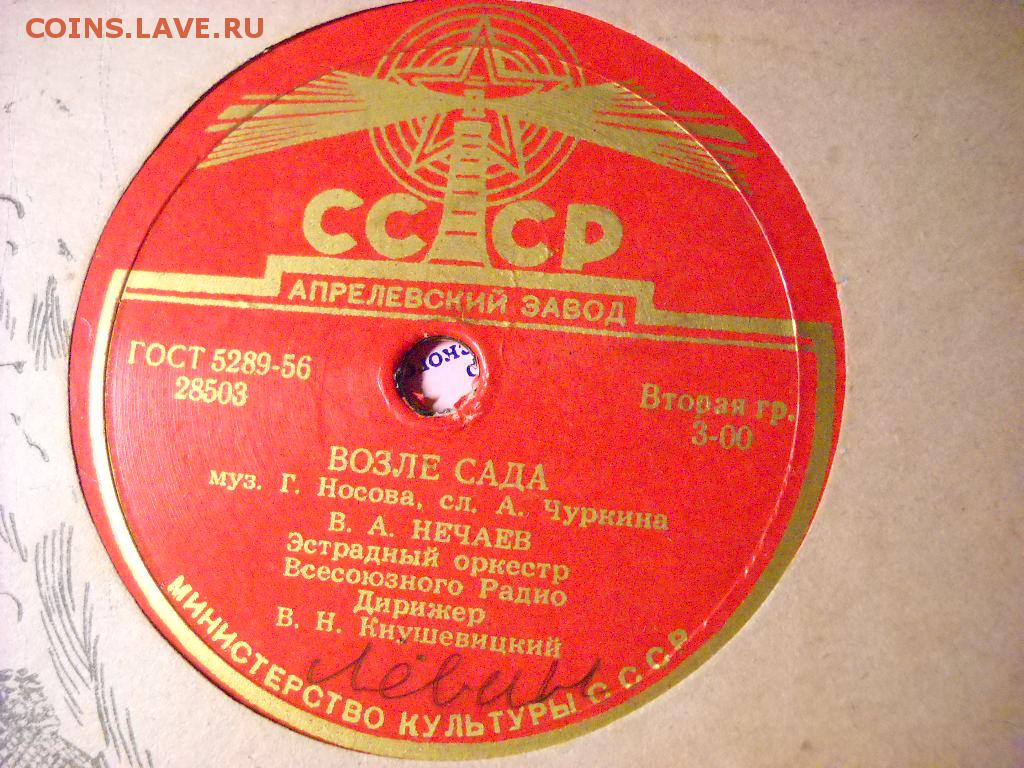 COINS.LAVE.RU
СССР
АПРЕЛЕВСКИЙ ЗАВОД
ГОСТ 5289-56
28503
Вторая гр.
3-00
ВОЗЛЕ САДА
муз. Г. Носова, сл. А. Чуркина
В. А. НЕЧАЕВ
Эстрадный оркестр
Всесоюзного Радио
Дирижер
В. Н. Кнушевицкий
МИНИСТЕРСТВО КУЛЬТУРЫ СССР